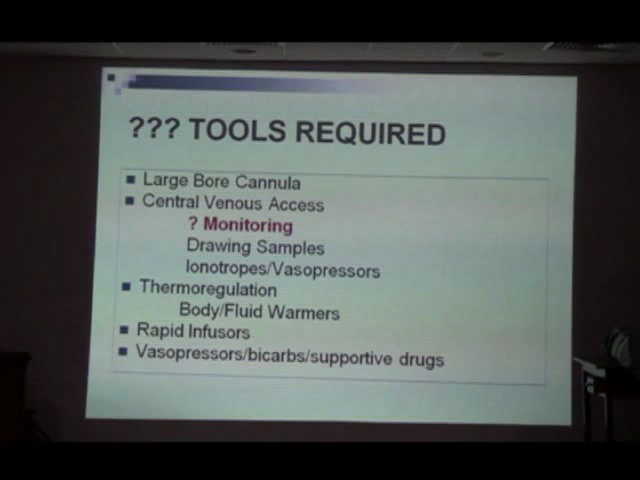 ??? TOOLS REQUIRED
Large Bore Cannula
Central Venous Access
? Monitoring
Drawing Samples
Ionotropes/Vasopressors
Thermoregulation
Body/Fluid Warmers
Rapid Infusors
Vasopressors/bicarbs/supportive drugs